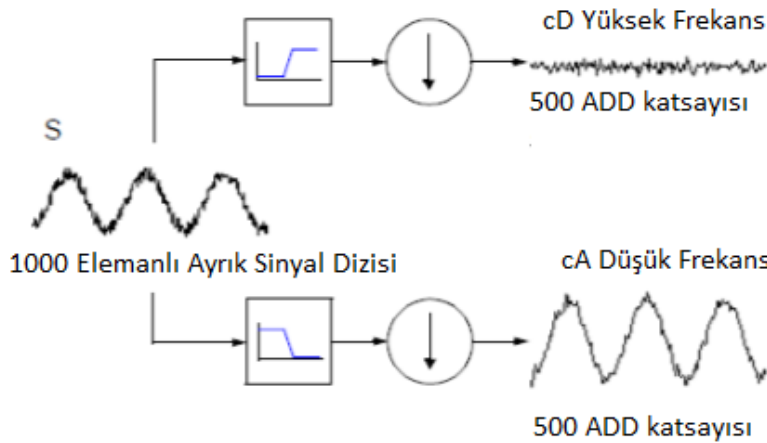 cD Yüksek Frekans
500 ADD katsayısı
S
1000 Elemanlı Ayrık Sinyal Dizisi
cA Düşük Frekans
500 ADD katsayısı